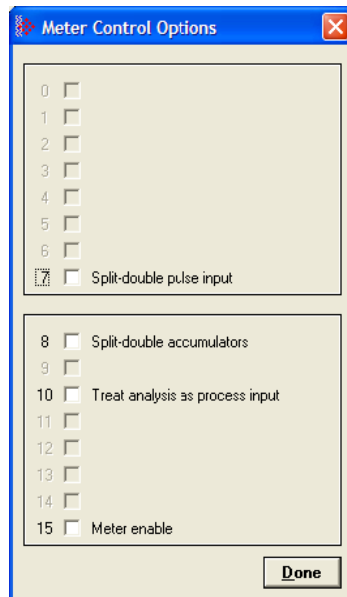 Meter Control Options
0
1
2
3
4
5
6
7 Split-double pulse input
8 Split-double accumulators
9
10 Treat analysis as process input
11
12
13
14
15 Meter enable
Done